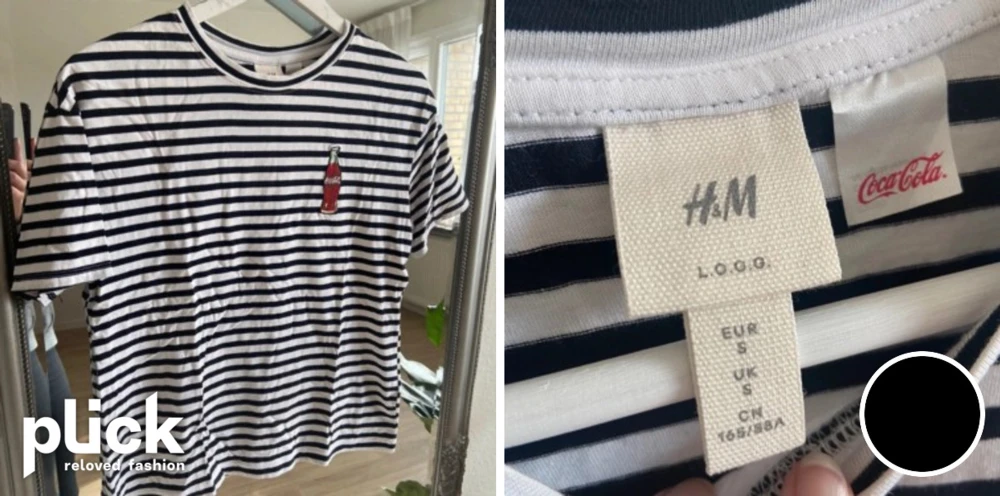 plick
reloved fashion
H&M
L.O.G.G.
EUR
S
UK
S
CN
165/88A
Coca-Cola.